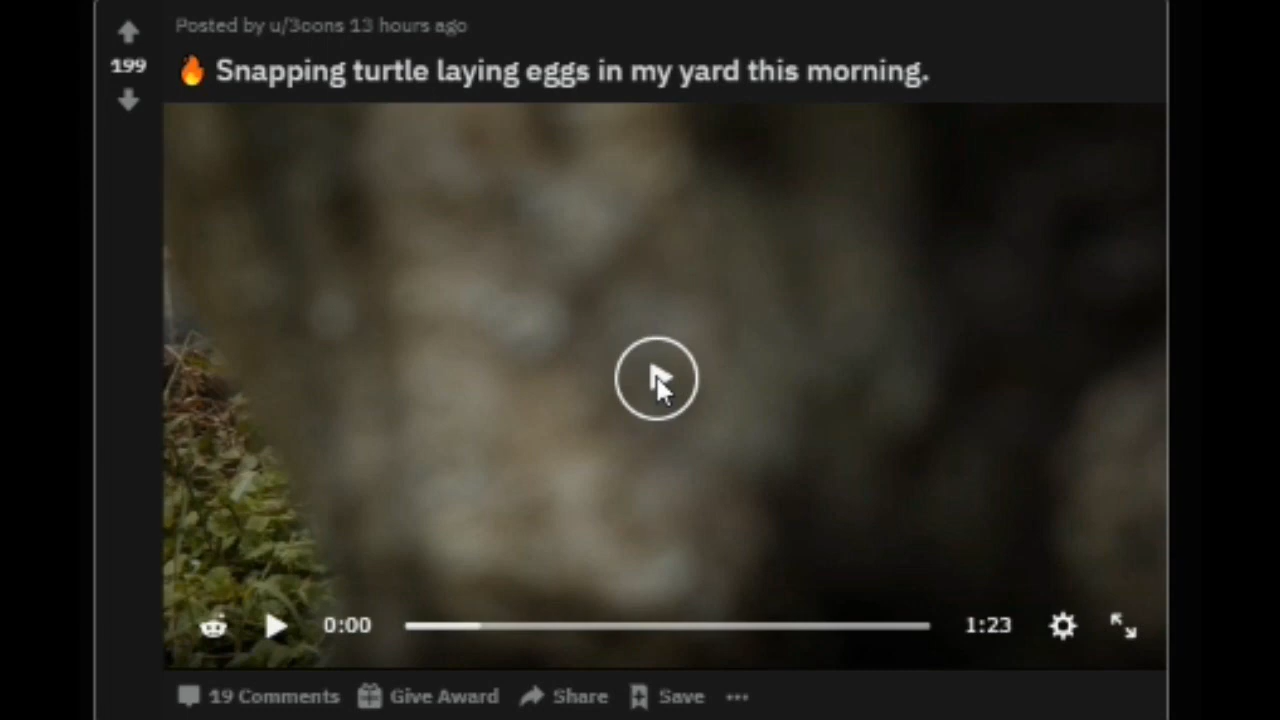 Posted by u/3oons 13 hours ago
199
🔥 Snapping turtle laying eggs in my yard this morning.
0:00
1:23
19 Comments Give Award Share Save ...